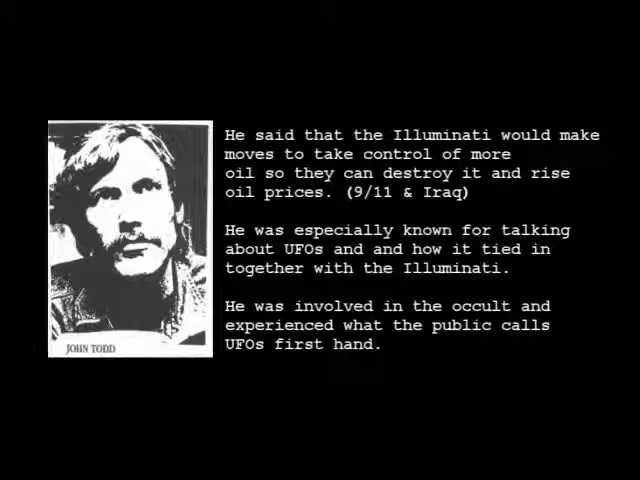 He said that the Illuminati would make
moves to take control of more
oil so they can destroy it and rise
oil prices. (9/11 & Iraq)
He was especially known for talking
about UFOs and and how it tied in
together with the Illuminati.
He was involved in the occult and
experienced what the public calls
UFOs first hand.
JOHN TODD